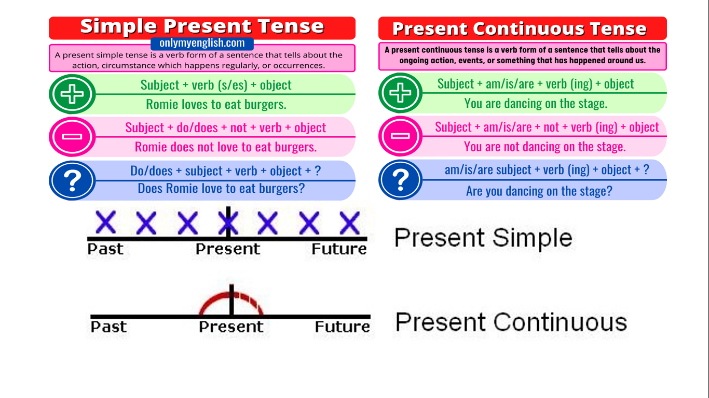 Simple Present Tense
onlymyenglish.com
A present simple tense is a verb form of a sentence that tells about the
action, circumstance which happens regularly, or occurrences.
Subject + verb (s/es) + object
Romie loves to eat burgers.
Subject + do/does + not + verb + object
Romie does not love to eat burgers.
Do/does + subject + verb + object + ?
Does Romie love to eat burgers?
Present Continuous Tense
A present continuous tense is a verb form of a sentence that tells about the
ongoing action, events, or something that has happened around us.
Subject + am/is/are + verb (ing) + object
You are dancing on the stage.
Subject + am/is/are + not + verb (ing) + object
You are not dancing on the stage.
am/is/are subject + verb (ing) + object + ?
Are you dancing on the stage?
Past Present Future
Present Simple
Past Present Future
Present Continuous